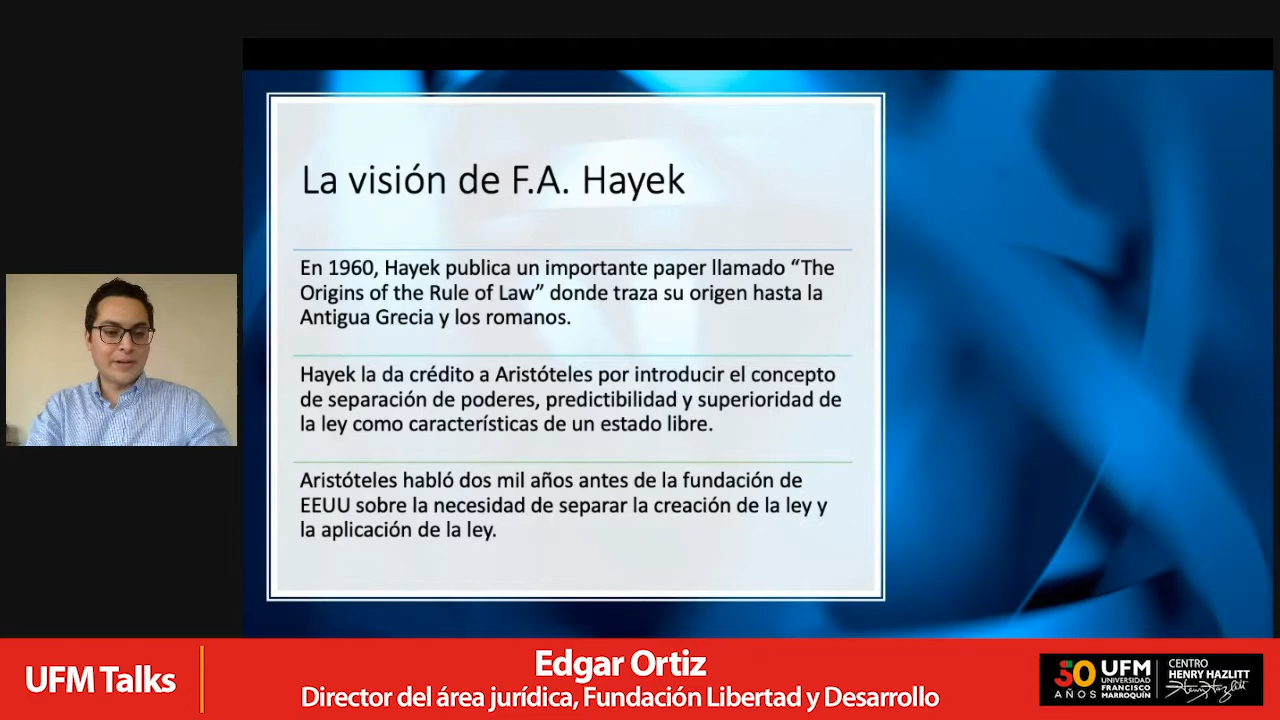 La visión de F.A. Hayek
En 1960, Hayek publica un importante paper llamado “The
Origins of the Rule of Law” donde traza su origen hasta la
Antigua Grecia y los romanos.
Hayek la da crédito a Aristóteles por introducir el concepto
de separación de poderes, predictibilidad y superioridad de
la ley como características de un estado libre.
Aristóteles habló dos mil años antes de la fundación de
EEUU sobre la necesidad de separar la creación de la ley y
la aplicación de la ley.
UFM Talks
Edgar Ortiz
Director del área jurídica, Fundación Libertad y Desarrollo
50
AÑOS
UFM
UNIVERSIDAD
FRANCISCO
MARROQUÍN
CENTRO
HENRY HAZLITT
Henry Hazlitt